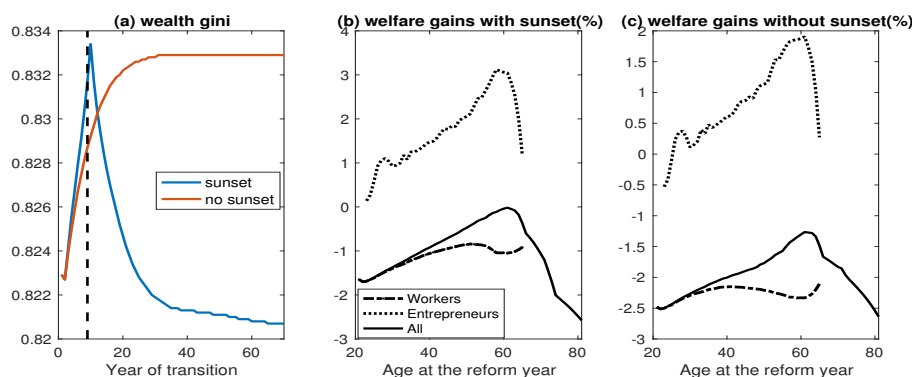 (a) wealth gini
0.834
0.832
0.83
0.828
0.826
0.824
0.822
0.82
sunset
no sunset
0 20 40 60
Year of transition
(b) welfare gains with sunset(%)
4
3
2
1
0
-1
-2
-3
Workers
Entrepreneurs
All
20 40 60 80
Age at the reform year
(c) welfare gains without sunset(%)
2
1.5
1
0.5
0
-0.5
-1
-1.5
-2
-2.5
-3
20 40 60 80
Age at the reform year